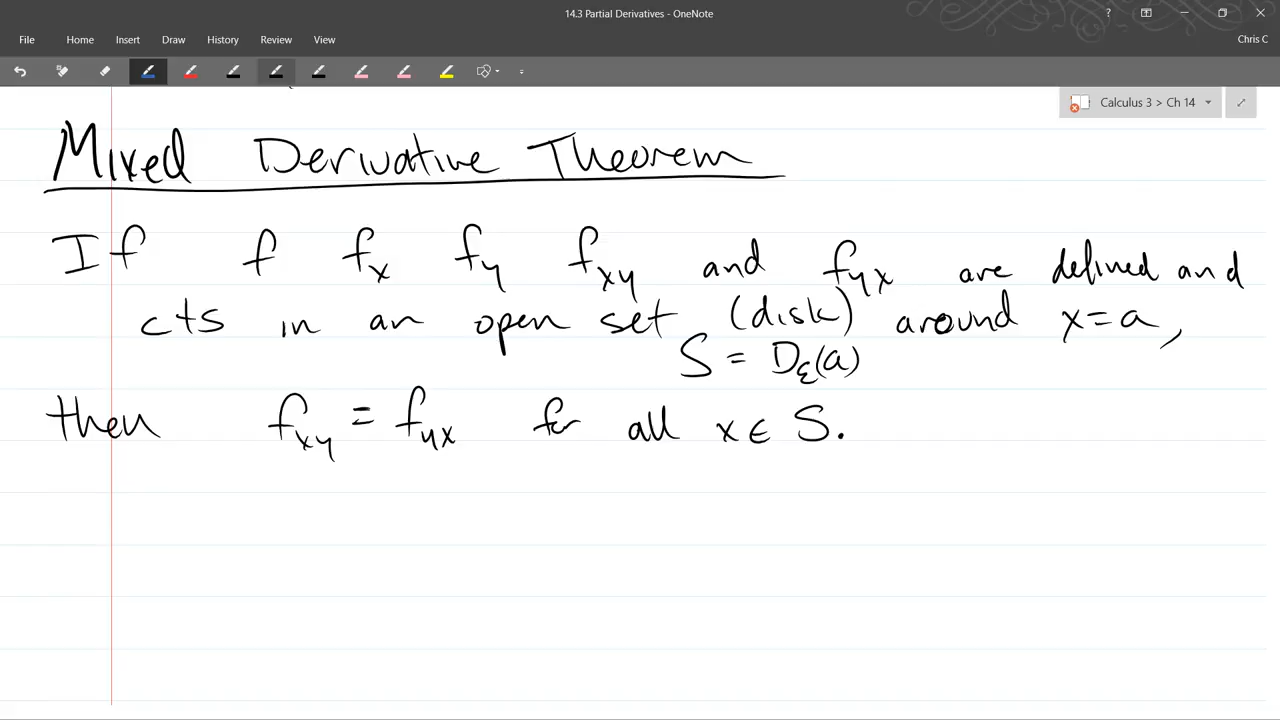 14.3 Partial Derivatives - OneNote
File Home Insert Draw History Review View Chris C
Calculus 3 > Ch 14
Mixed Derivative Theorem
If f fx fy fxy and fyx are defined and
cts in an open set (disk) around x=a,
S = Dε(a)
then fxy = fyx for all x ∈ S.